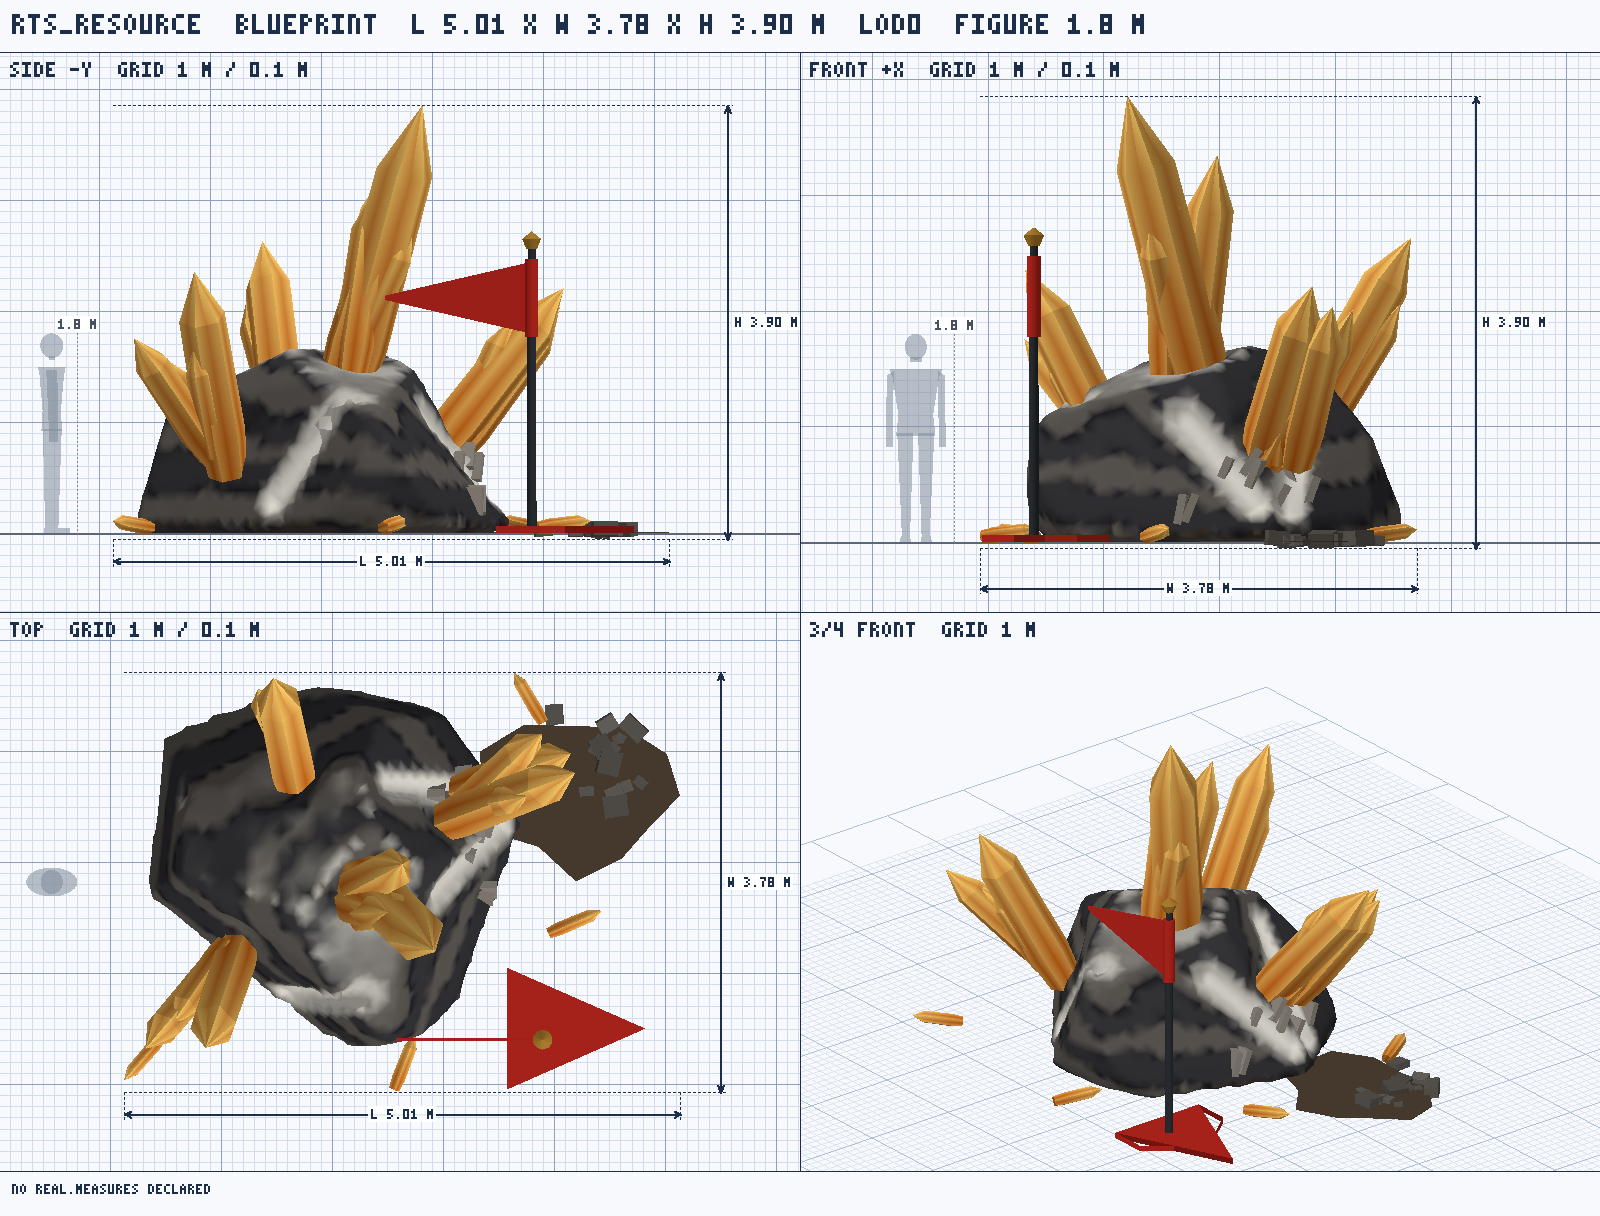 RTS_RESOURCE  BLUEPRINT  L 5.01 X W 3.78 X H 3.90 M  LOD0  FIGURE 1.8 M
SIDE -Y  GRID 1 M / 0.1 M
1.8 M
H 3.90 M
L 5.01 M
FRONT +X  GRID 1 M / 0.1 M
1.8 M
H 3.90 M
W 3.78 M
TOP  GRID 1 M / 0.1 M
W 3.78 M
L 5.01 M
3/4 FRONT  GRID 1 M
NO REAL.MEASURES DECLARED